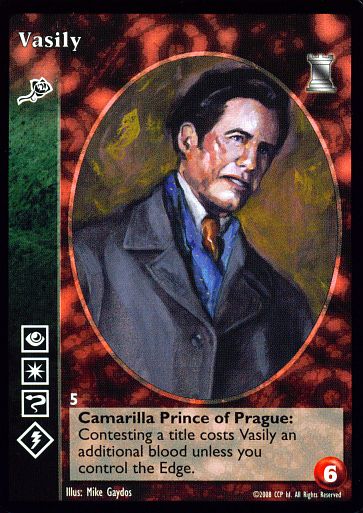 Vasily
5
Camarilla Prince of Prague:
Contesting a title costs Vasily an
additional blood unless you
control the Edge.
6
Illus: Mike Gaydos
©2008 CCP hf. All Rights Reserved